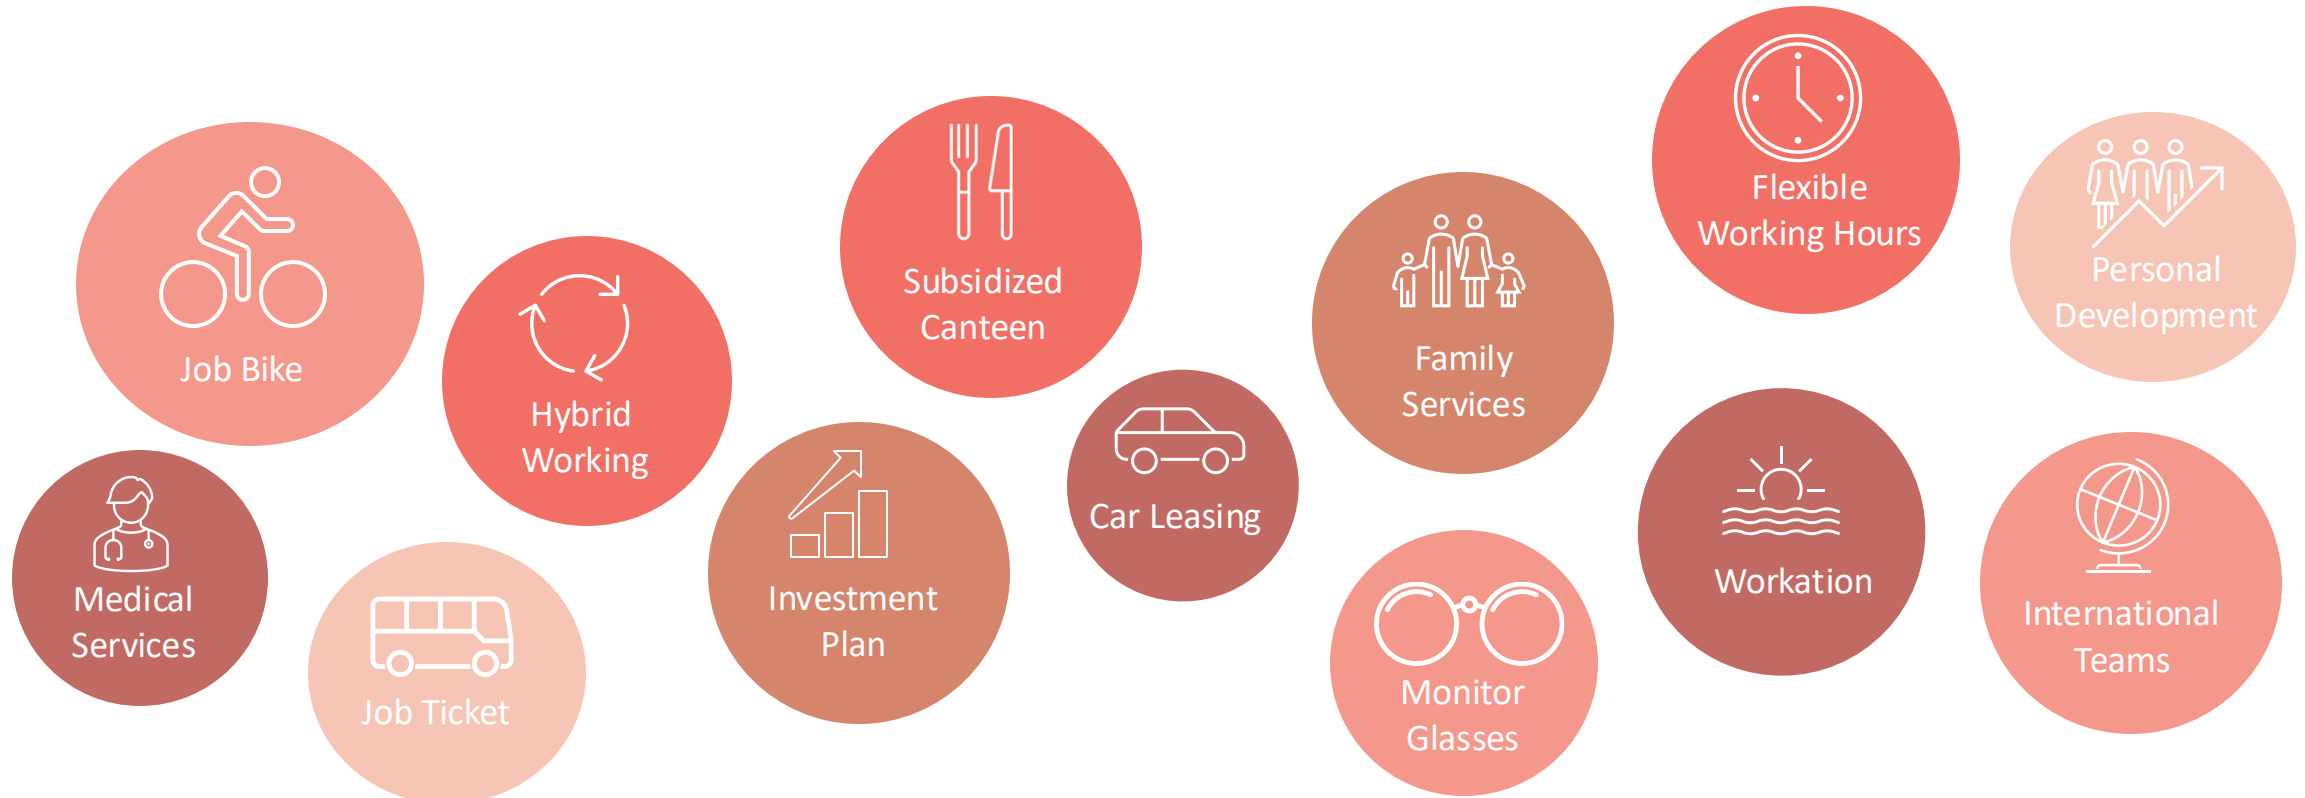 Job Bike
Medical
Services
Hybrid
Working
Job Ticket
Subsidized
Canteen
Investment
Plan
Car Leasing
Family
Services
Monitor
Glasses
Flexible
Working Hours
Workation
Personal
Development
International
Teams